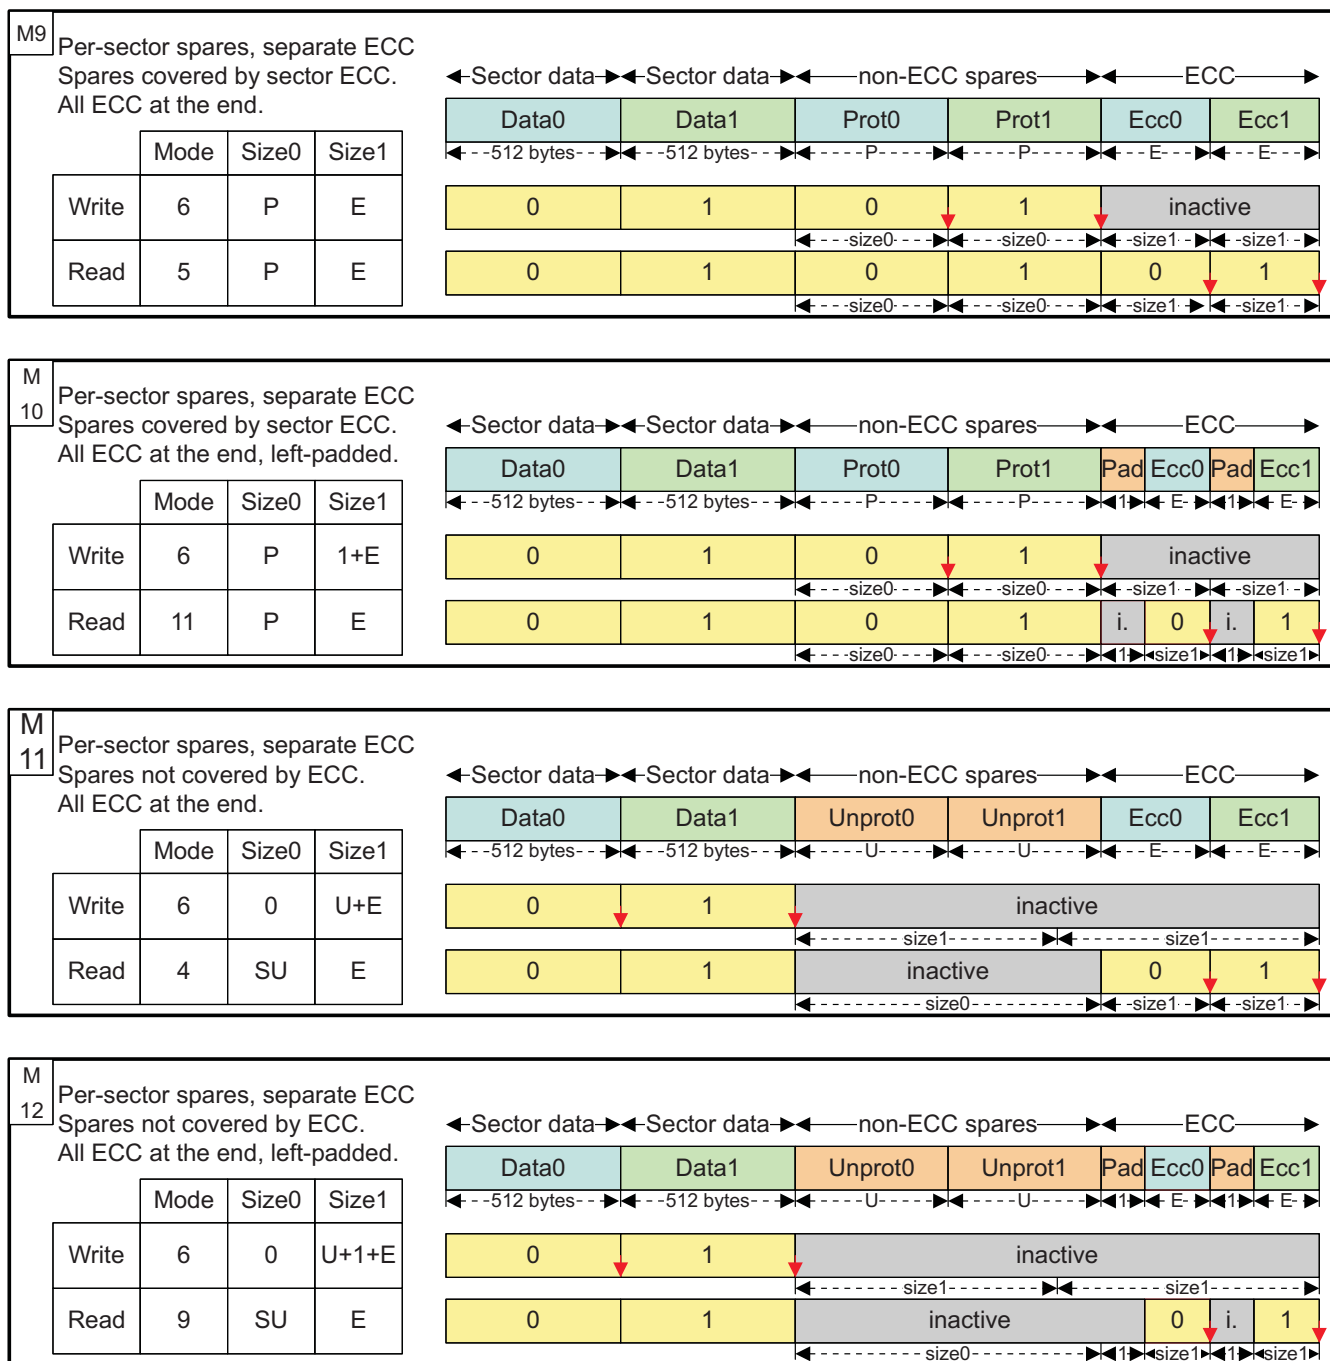 M9
Per-sector spares, separate ECC
Spares covered by sector ECC.
All ECC at the end.
Mode Size0 Size1
Write 6 P E
Read 5 P E
Sector data Sector data non-ECC spares ECC
Data0 Data1 Prot0 Prot1 Ecc0 Ecc1
512 bytes 512 bytes P P E E
0 1 0 1 inactive
size0 size0 size1 size1
0 1 0 1 0 1
size0 size0 size1 size1
M
10
Per-sector spares, separate ECC
Spares covered by sector ECC.
All ECC at the end, left-padded.
Mode Size0 Size1
Write 6 P 1+E
Read 11 P E
Sector data Sector data non-ECC spares ECC
Data0 Data1 Prot0 Prot1 Pad Ecc0 Pad Ecc1
512 bytes 512 bytes P P 1 E 1 E
0 1 0 1 inactive
size0 size0 size1 size1
0 1 0 1 i. 0 i. 1
size0 size0 1 size1 1 size1
M
11
Per-sector spares, separate ECC
Spares not covered by ECC.
All ECC at the end.
Mode Size0 Size1
Write 6 0 U+E
Read 4 SU E
Sector data Sector data non-ECC spares ECC
Data0 Data1 Unprot0 Unprot1 Ecc0 Ecc1
512 bytes 512 bytes U U E E
0 1 inactive
size1 size1
0 1 inactive 0 1
size0 size1 size1
M
12
Per-sector spares, separate ECC
Spares not covered by ECC.
All ECC at the end, left-padded.
Mode Size0 Size1
Write 6 0 U+1+E
Read 9 SU E
Sector data Sector data non-ECC spares ECC
Data0 Data1 Unprot0 Unprot1 Pad Ecc0 Pad Ecc1
512 bytes 512 bytes U U 1 E 1 E
0 1 inactive
size1 size1
0 1 inactive 0 i. 1
size0 1 size1 1 size1